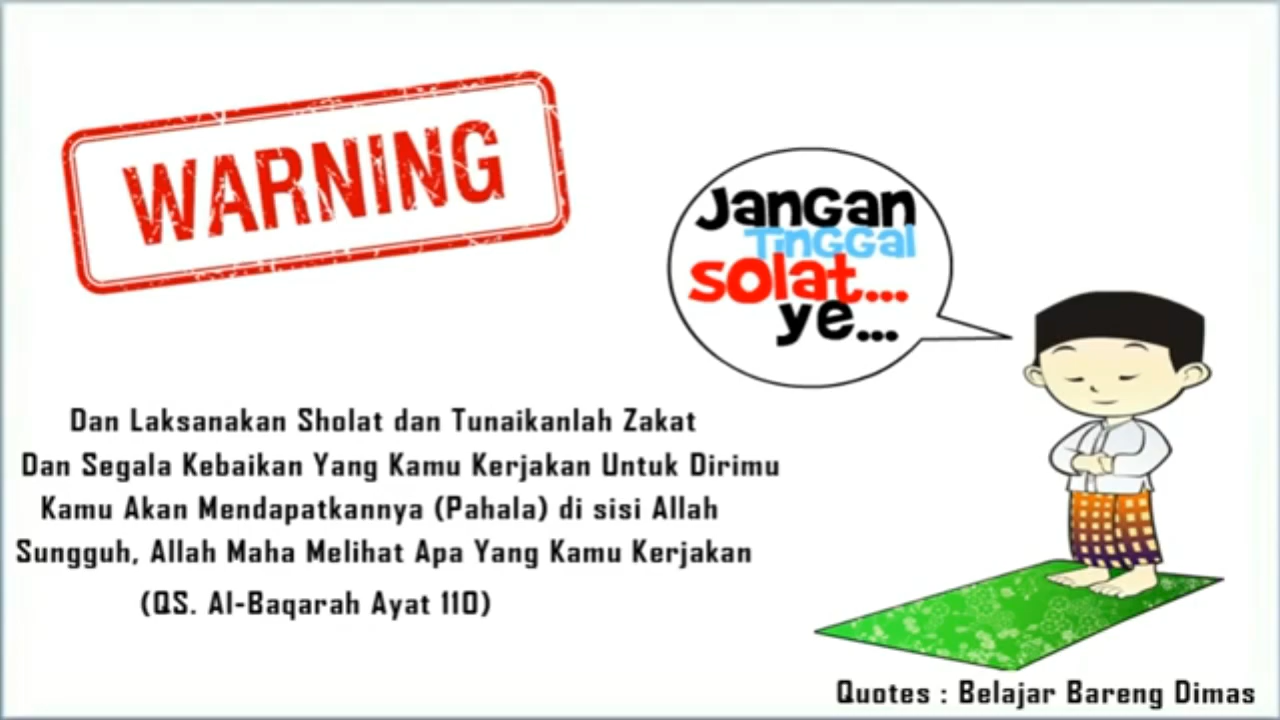 WARNING
JanGan
TinGGal
SOlat...
ye...
Dan Laksanakan Sholat dan Tunaikanlah Zakat
Dan Segala Kebaikan Yang Kamu Kerjakan Untuk Dirimu
Kamu Akan Mendapatkannya (Pahala) di sisi Allah
Sungguh, Allah Maha Melihat Apa Yang Kamu Kerjakan
(QS. Al-Baqarah Ayat 110)
Quotes : Belajar Bareng Dimas